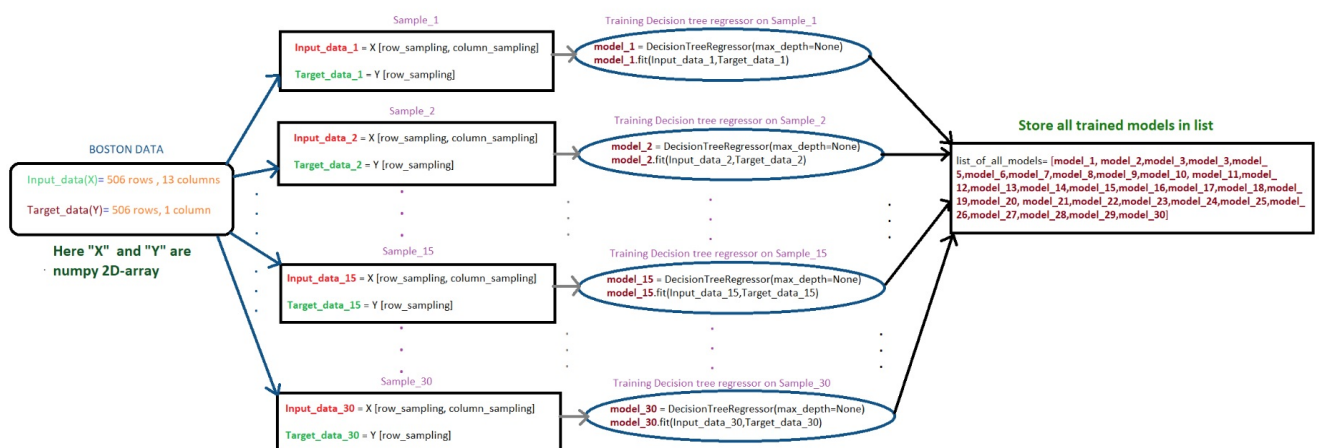 BOSTON DATA
Input_data(X)= 506 rows , 13 columns
Target_data(Y)= 506 rows, 1 column
Here "X" and "Y" are
numpy 2D-array
Sample_1
Input_data_1 = X [row_sampling, column_sampling]
Target_data_1 = Y [row_sampling]
Training Decision tree regressor on Sample_1
model_1 = DecisionTreeRegressor(max_depth=None)
model_1.fit(Input_data_1,Target_data_1)
Sample_2
Input_data_2 = X [row_sampling, column_sampling]
Target_data_2 = Y [row_sampling]
Training Decision tree regressor on Sample_2
model_2 = DecisionTreeRegressor(max_depth=None)
model_2.fit(Input_data_2,Target_data_2)
Sample_15
Input_data_15 = X [row_sampling, column_sampling]
Target_data_15 = Y [row_sampling]
Training Decision tree regressor on Sample_15
model_15 = DecisionTreeRegressor(max_depth=None)
model_15.fit(Input_data_15,Target_data_15)
Sample_30
Input_data_30 = X [row_sampling, column_sampling]
Target_data_30 = Y [row_sampling]
Training Decision tree regressor on Sample_30
model_30 = DecisionTreeRegressor(max_depth=None)
model_30.fit(Input_data_30,Target_data_30)
Store all trained models in list
list_of_all_models= [model_1, model_2,model_3,model_3,model_
5,model_6,model_7,model_8,model_9,model_10, model_11,model_
12,model_13,model_14,model_15,model_16,model_17,model_18,model_
19,model_20, model_21,model_22,model_23,model_24,model_25,model_
26,model_27,model_28,model_29,model_30]